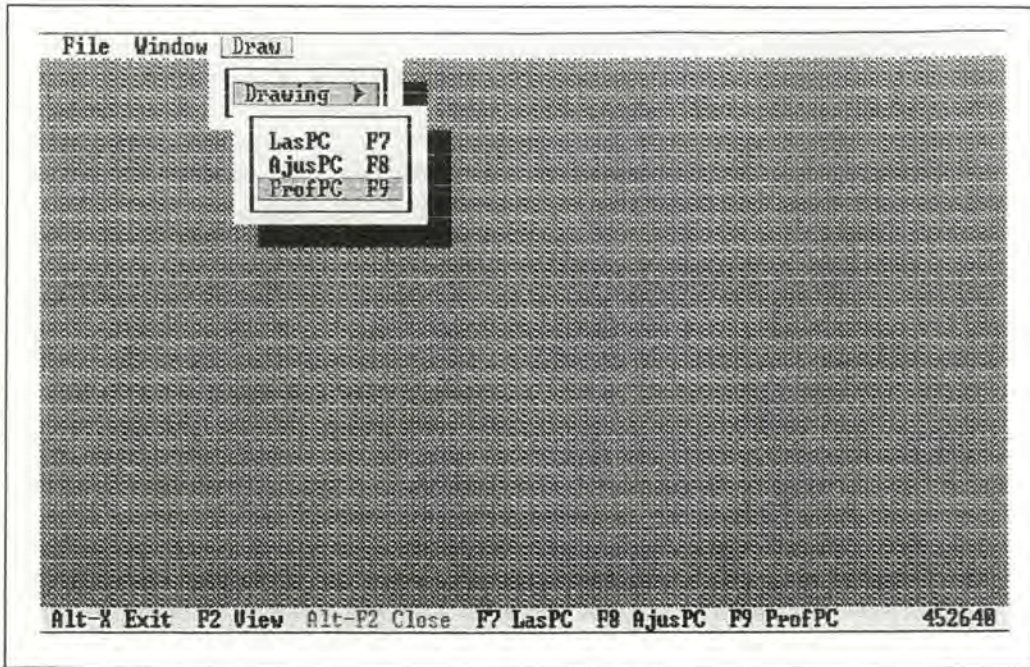 File Window Draw
Drawing
LasPC F7
AjusPC F8
ProfPC F9
Alt-X Exit F2 View Alt-F2 Close F7 LasPC F8 AjusPC F9 ProfPC 452640